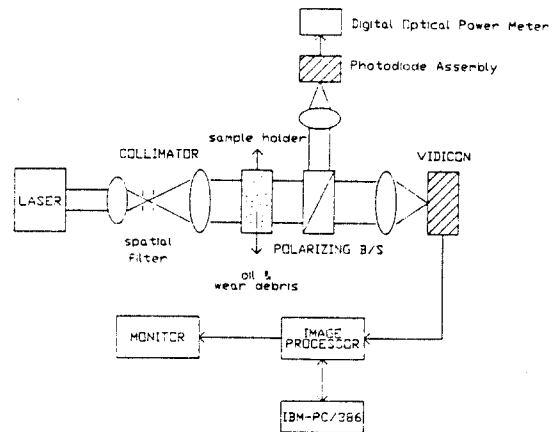 Digital Optical Power Meter
Photodiode Assembly
sample holder
COLLIMATOR
VIDICON
LASER
spatial
filter
POLARIZING B/S
oil &
wear debris
MONITOR
IMAGE
PROCESSOR
IBM-PC/386